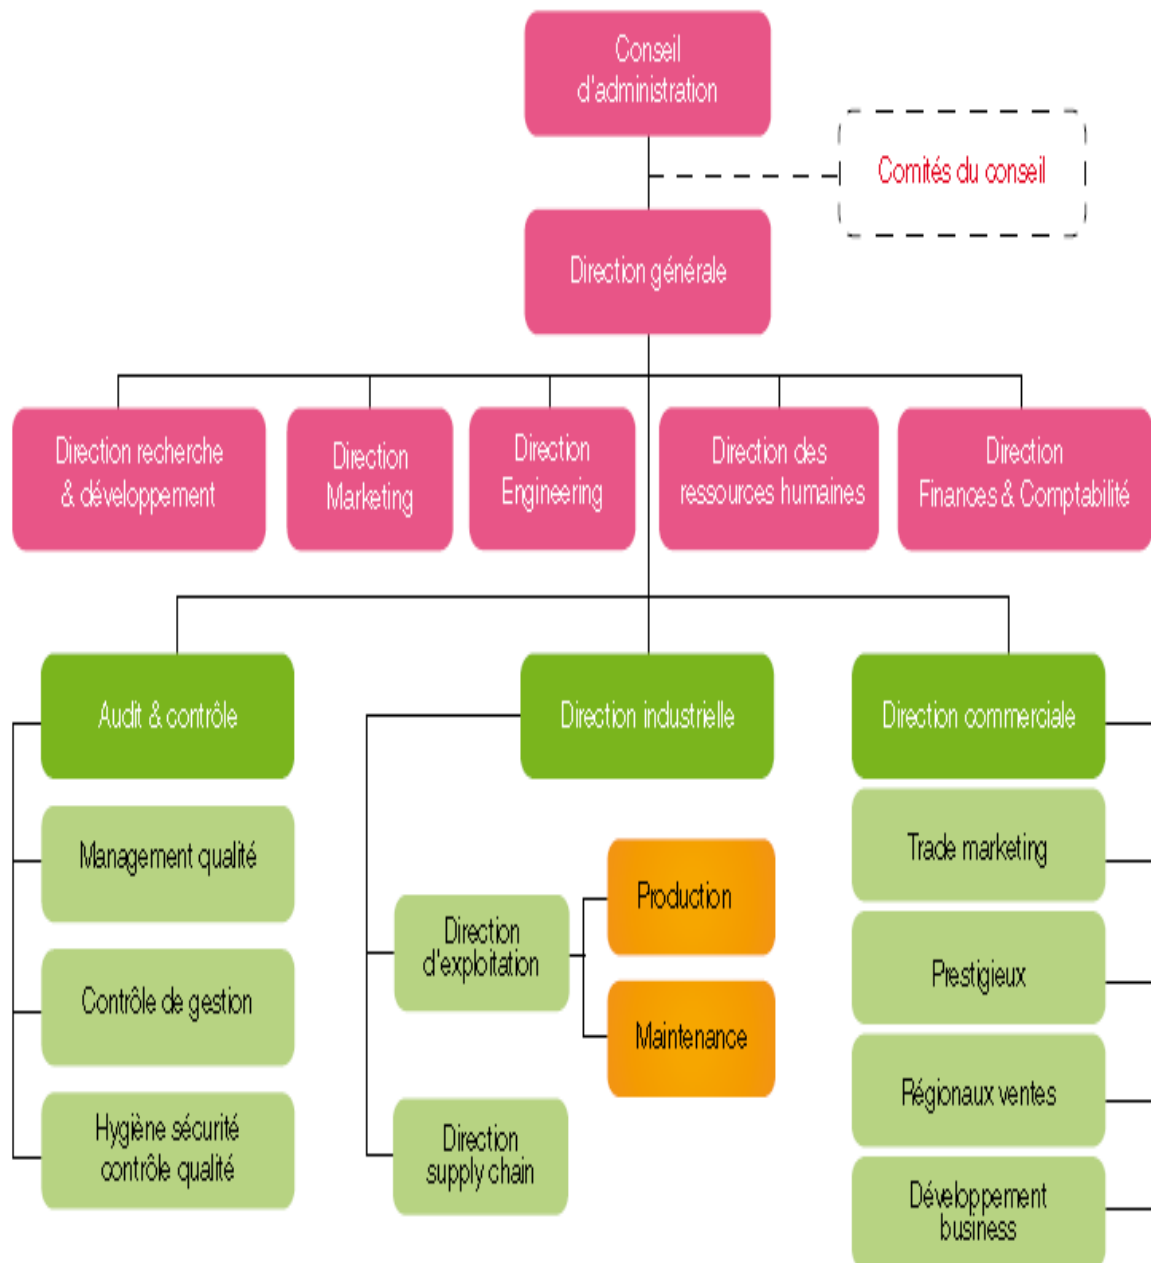 Conseil
d'administration
Comités du conseil
Direction générale
Direction recherche
& développement
Direction
Marketing
Direction
Engineering
Direction des
ressources humaines
Direction
Finances & Comptabilité
Audit & contrôle
Direction industrielle
Direction commerciale
Management qualité
Contrôle de gestion
Hygiène sécurité
contrôle qualité
Direction
d'exploitation
Production
Maintenance
Direction
supply chain
Trade marketing
Prestigieux
Régionaux ventes
Développement
business